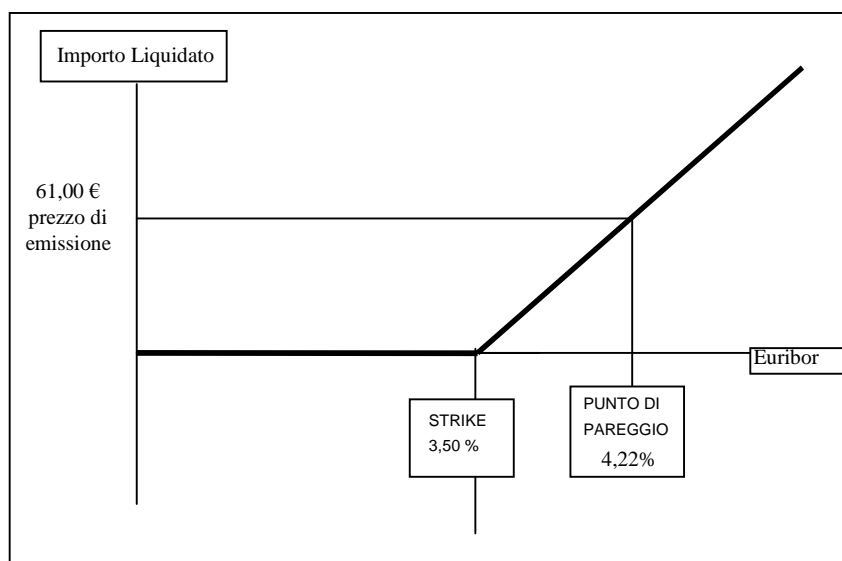 Importo Liquidato
61,00 €
prezzo di
emissione
Euribor
STRIKE
3,50 %
PUNTO DI
PAREGGIO
4,22%